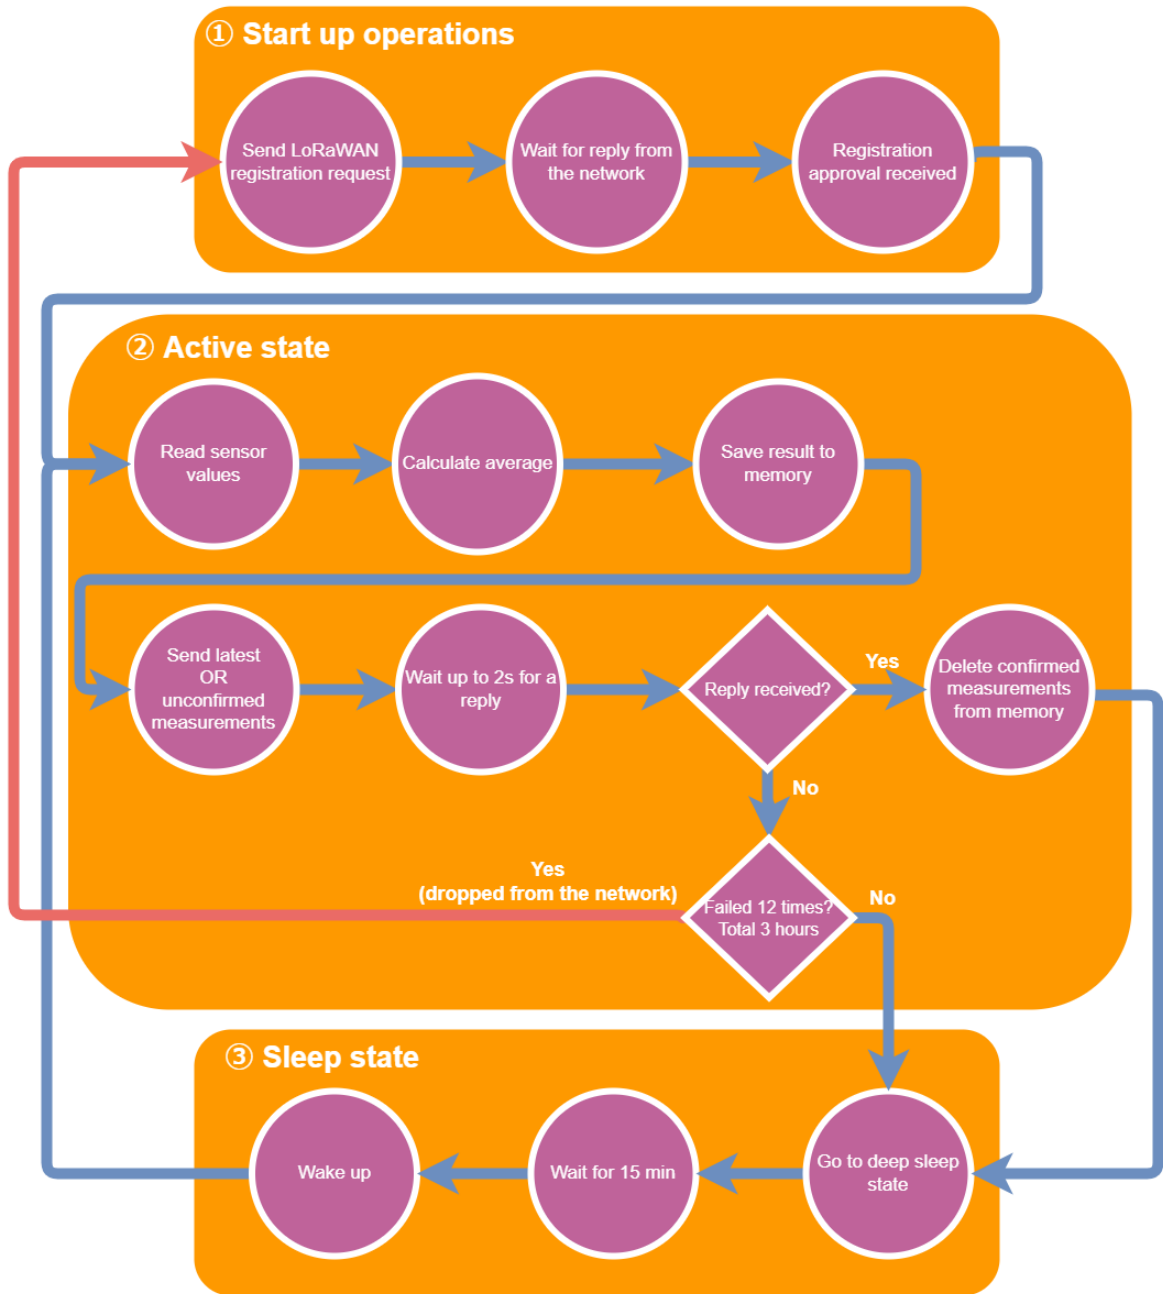 ① Start up operations
Send LoRaWAN
registration request
Wait for reply from
the network
Registration
approval received
② Active state
Read sensor
values
Calculate average
Save result to
memory
Send latest
OR
unconfirmed
measurements
Wait up to 2s for a
reply
Reply received?
Yes
Delete confirmed
measurements
from memory
No
Yes
(dropped from the network)
Failed 12 times?
Total 3 hours
No
③ Sleep state
Wake up
Wait for 15 min
Go to deep sleep
state